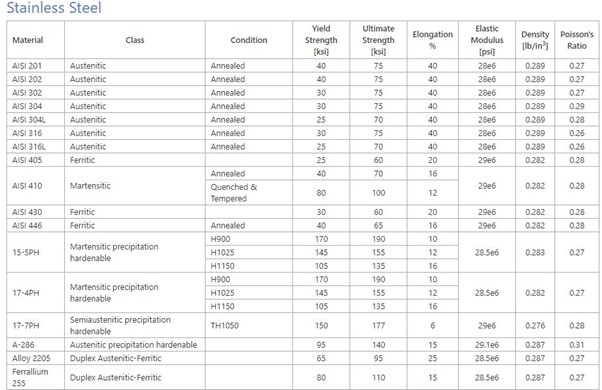 Stainless Steel
Material Class Condition Yield Strength [ksi] Ultimate Strength [ksi] Elongation % Elastic Modulus [psi] Density [lb/in³] Poisson's Ratio
AISI 201 Austenitic Annealed 40 75 40 28e6 0.289 0.27
AISI 202 Austenitic Annealed 40 75 40 28e6 0.289 0.27
AISI 302 Austenitic Annealed 30 75 40 28e6 0.289 0.27
AISI 304 Austenitic Annealed 30 75 40 28e6 0.289 0.29
AISI 304L Austenitic Annealed 25 70 40 28e6 0.289 0.28
AISI 316 Austenitic Annealed 30 75 40 28e6 0.289 0.26
AISI 316L Austenitic Annealed 25 70 40 28e6 0.289 0.26
AISI 405 Ferritic 25 60 20 29e6 0.282 0.28
AISI 410 Martensitic Annealed 40 70 16 29e6 0.282 0.28
Quenched & Tempered 80 100 12
AISI 430 Ferritic 30 60 20 29e6 0.282 0.28
AISI 446 Ferritic Annealed 40 65 16 29e6 0.282 0.28
15-5PH Martensitic precipitation hardenable H900 170 190 10 28.5e6 0.283 0.27
H1025 145 155 12
H1150 105 135 16
17-4PH Martensitic precipitation hardenable H900 170 190 10 28.5e6 0.282 0.27
H1025 145 155 12
H1150 105 135 16
17-7PH Semiaustenitic precipitation hardenable TH1050 150 177 6 29e6 0.276 0.28
A-286 Austenitic precipitation hardenable 95 140 15 29.1e6 0.287 0.31
Alloy 2205 Duplex Austenitic-Ferritic 65 95 25 28.5e6 0.287 0.27
Ferrallium 255 Duplex Austenitic-Ferritic 80 110 15 28.5e6 0.287 0.27